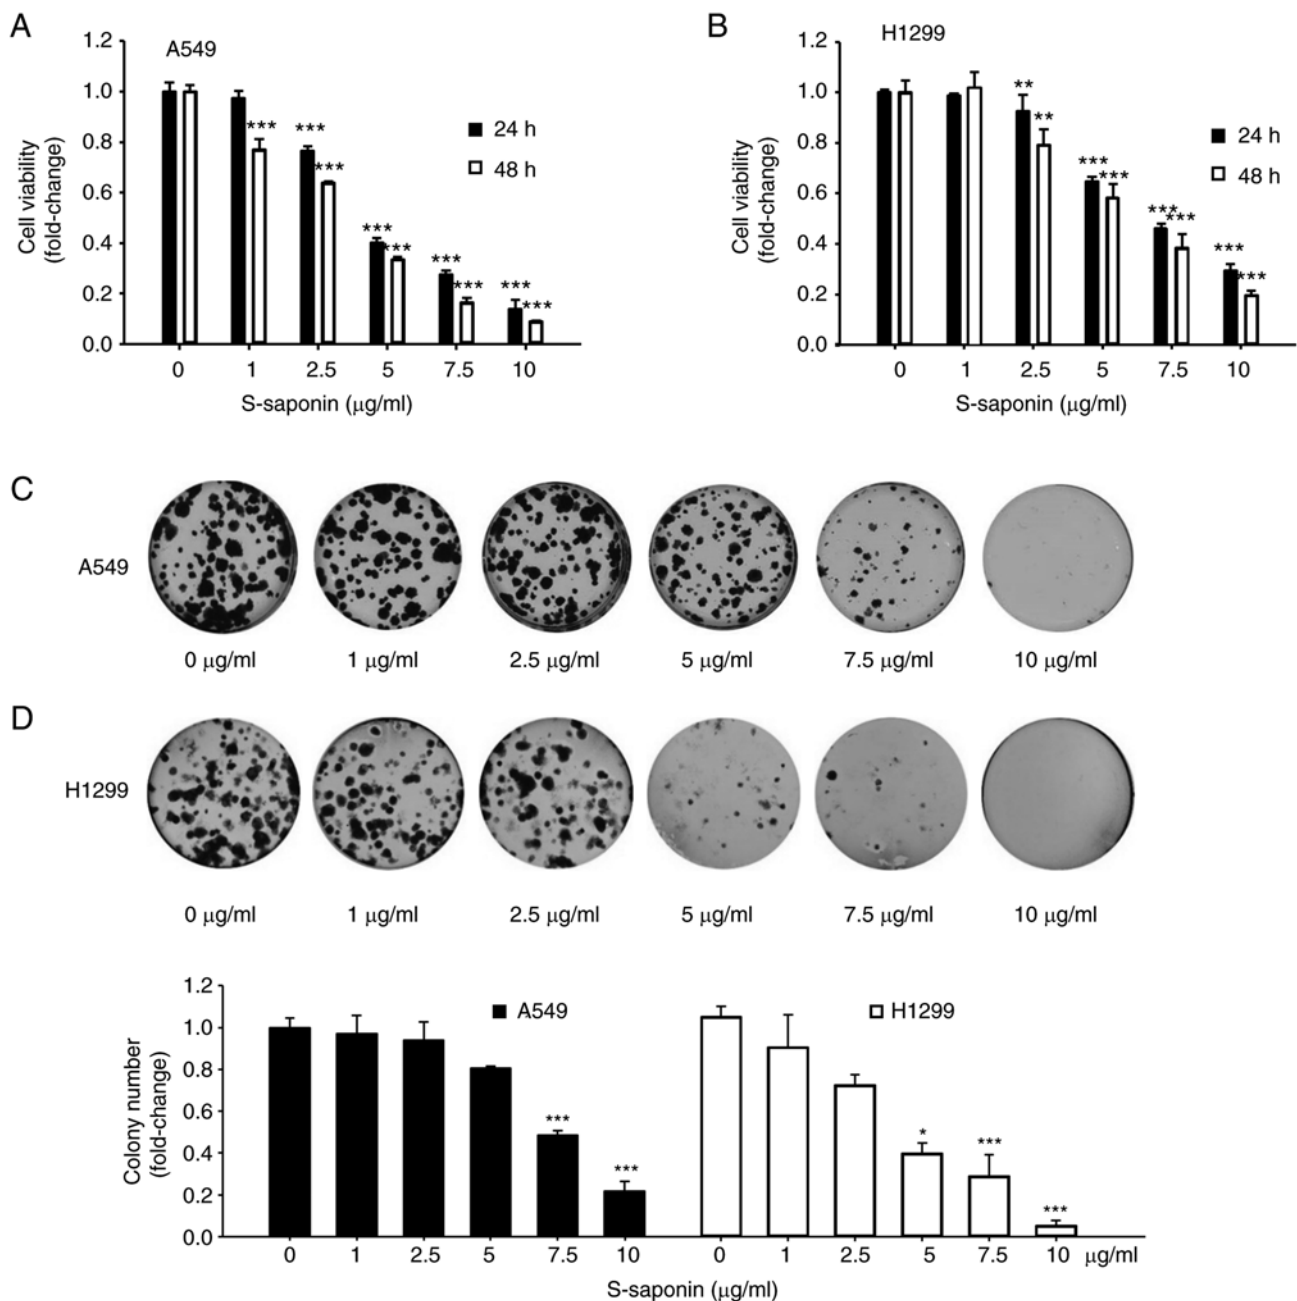 A
A549
1.2
1.0
0.8
0.6
0.4
0.2
0.0
Cell viability
(fold-change)
***
***
***
***
***
***
***
***
***
24 h
48 h
0 1 2.5 5 7.5 10
S-saponin (μg/ml)
B
H1299
1.2
1.0
0.8
0.6
0.4
0.2
0.0
Cell viability
(fold-change)
**
**
***
***
***
***
***
***
24 h
48 h
0 1 2.5 5 7.5 10
S-saponin (μg/ml)
C
A549
0 μg/ml 1 μg/ml 2.5 μg/ml 5 μg/ml 7.5 μg/ml 10 μg/ml
D
H1299
0 μg/ml 1 μg/ml 2.5 μg/ml 5 μg/ml 7.5 μg/ml 10 μg/ml
1.2
1.0
0.8
0.6
0.4
0.2
0.0
Colony number
(fold-change)
A549
H1299
***
***
*
***
***
0 1 2.5 5 7.5 10 0 1 2.5 5 7.5 10 μg/ml
S-saponin (μg/ml)